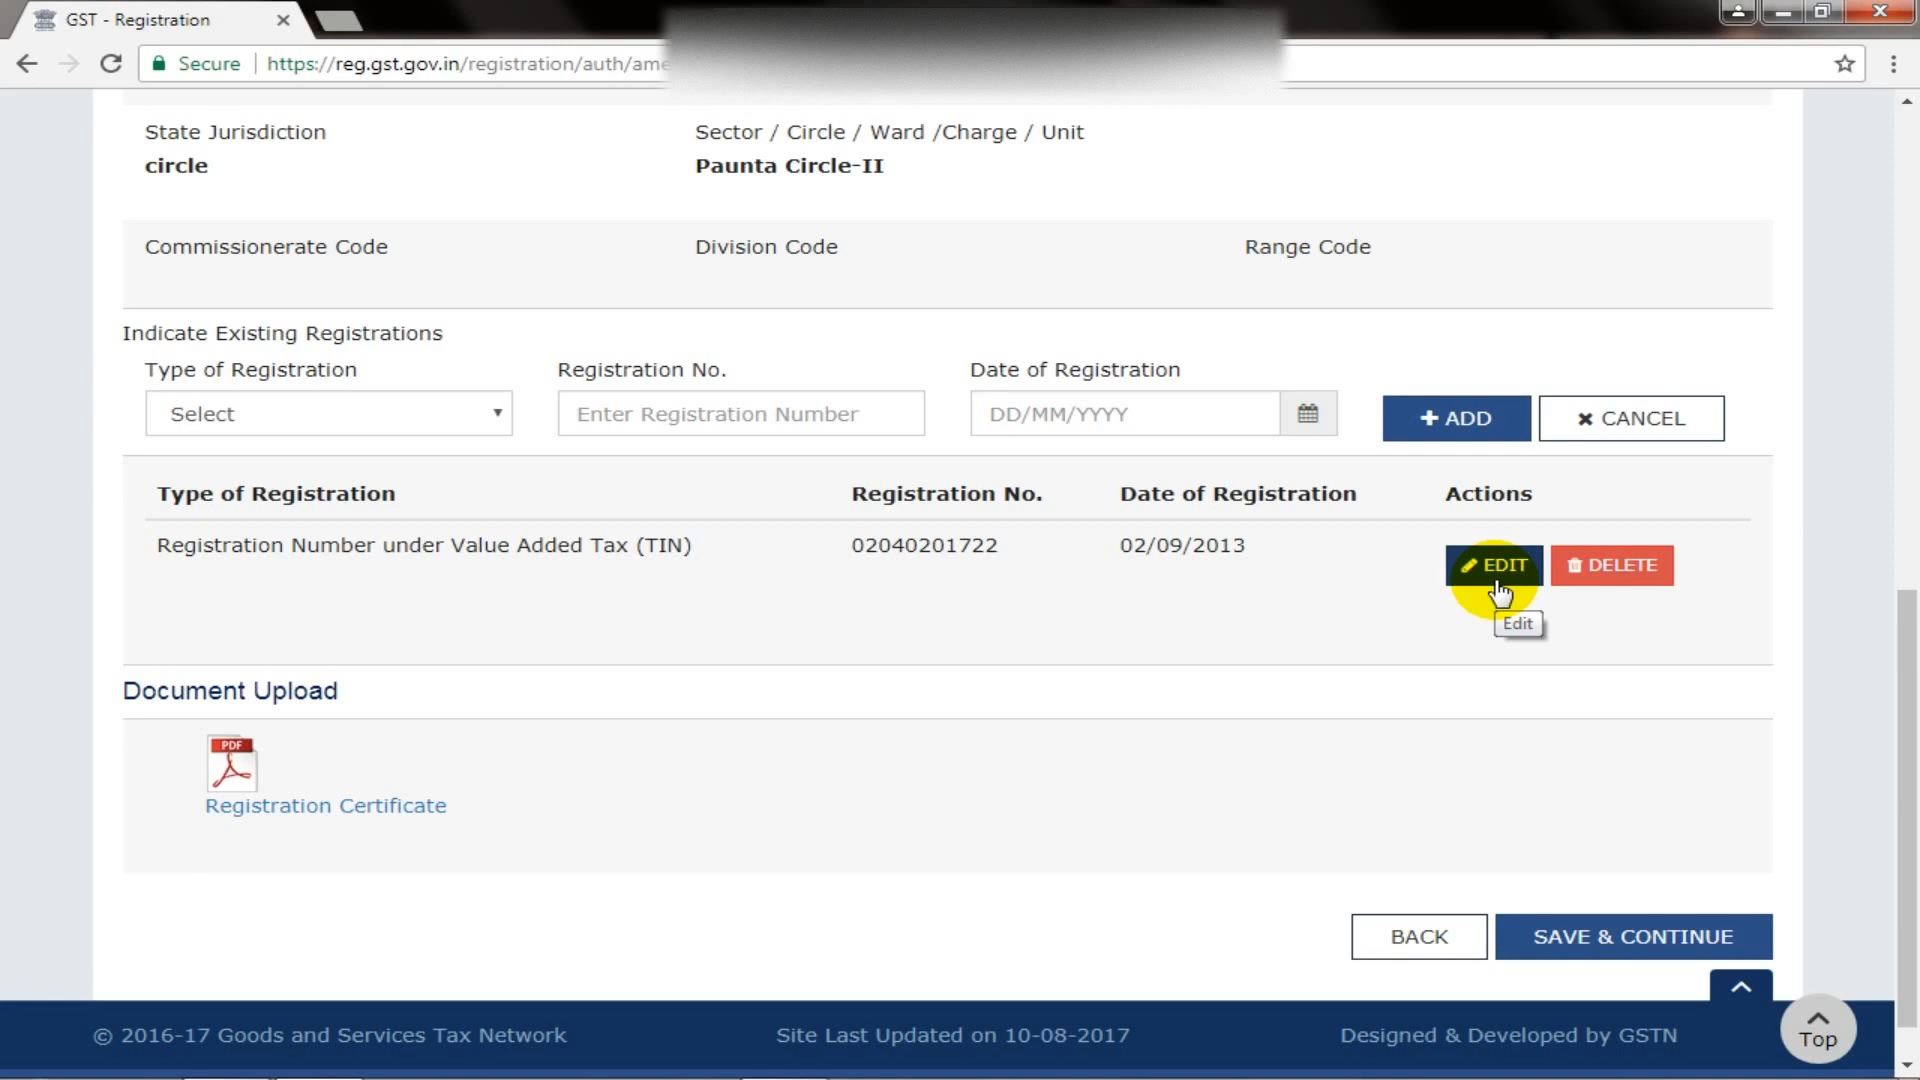 GST - Registration
Secure https://reg.gst.gov.in/registration/auth/ame
State Jurisdiction Sector / Circle / Ward /Charge / Unit
circle Paunta Circle-II
Commissionerate Code Division Code Range Code
Indicate Existing Registrations
Type of Registration Registration No. Date of Registration
Select Enter Registration Number DD/MM/YYYY ADD CANCEL
Type of Registration Registration No. Date of Registration Actions
Registration Number under Value Added Tax (TIN) 02040201722 02/09/2013
EDIT DELETE
Edit
Document Upload
PDF
Registration Certificate
BACK SAVE & CONTINUE
© 2016-17 Goods and Services Tax Network Site Last Updated on 10-08-2017 Designed & Developed by GSTN
Top